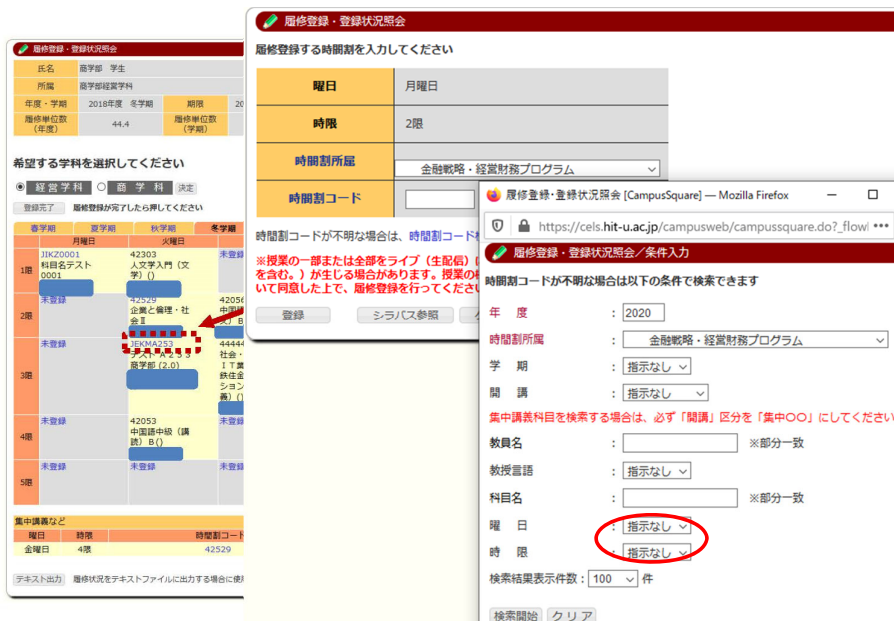 履修登録・登録状況照会
氏名 商学部 学生
所属 商学部経営学科
年度・学期 2018年度 冬学期 期限 20
履修単位数(年度) 44.4 履修単位数(学期)
希望する学科を選択してください
経 営 学 科 商 学 科 決定
登録完了 履修登録が完了したら押してください
春学期 夏学期 秋学期 冬学期
月曜日 火曜日
1限
JIKZ0001
科目名テスト
0001
42303
人文学入門（文
学）()
未登録
2限
未登録
42529
企業と倫理・社
会Ⅱ
42056
3限
未登録
JEKMA253
テスト A 2 5 3
商学部 (2.0)
44444
社会・
4限
未登録
42053
中国語中級（講
読）B()
未登録
5限
未登録
未登録
未登録
集中講義など
曜日 時限 時間割コード
金曜日 4限 42529
テキスト出力 履修状況をテキストファイルに出力する場合に使用
履修登録・登録状況照会
履修登録する時間割を入力してください
曜日 月曜日
時限 2限
時間割所属 金融戦略・経営財務プログラム
時間割コード
時間割コードが不明な場合は、時間割コード
※授業の一部または全部をライブ（生配信）
を含む。）が生じる場合があります。授業の
いて同意した上で、履修登録を行ってくださ
登録 シラバス参照
履修登録・登録状況照会 [CampusSquare] — Mozilla Firefox
https://cels.hit-u.ac.jp/campusweb/campussquare.do?_flowI
履修登録・登録状況照会／条件入力
時間割コードが不明な場合は以下の条件で検索できます
年 度 : 2020
時間割所属 : 金融戦略・経営財務プログラム
学 期 : 指示なし
開 講 : 指示なし
集中講義科目を検索する場合は、必ず「開講」区分を「集中〇〇」にしてください
教員名 : ※部分一致
教授言語 : 指示なし
科目名 : ※部分一致
曜 日 : 指示なし
時 限 : 指示なし
検索結果表示件数 : 100 件
検索開始 クリア